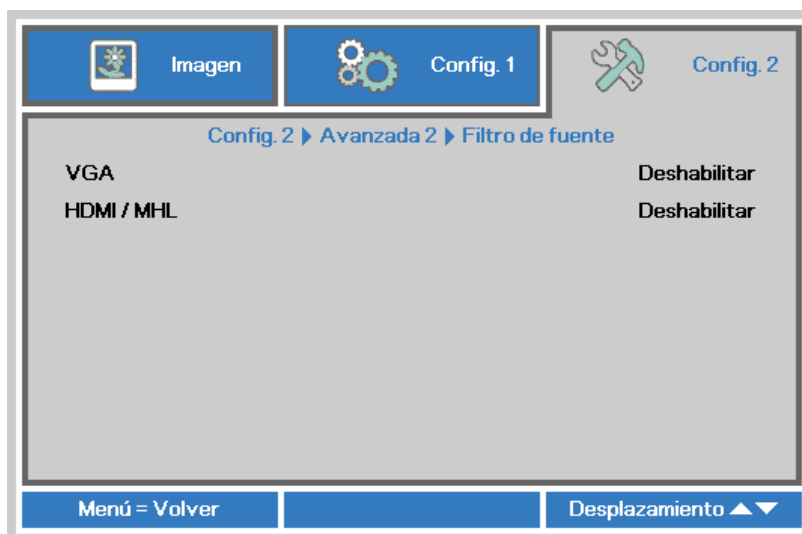 Imagen
Config. 1
Config. 2
Config. 2 ▶ Avanzada 2 ▶ Filtro de fuente
VGA Deshabilitar
HDMI / MHL Deshabilitar
Menú = Volver
Desplazamiento ▲▼